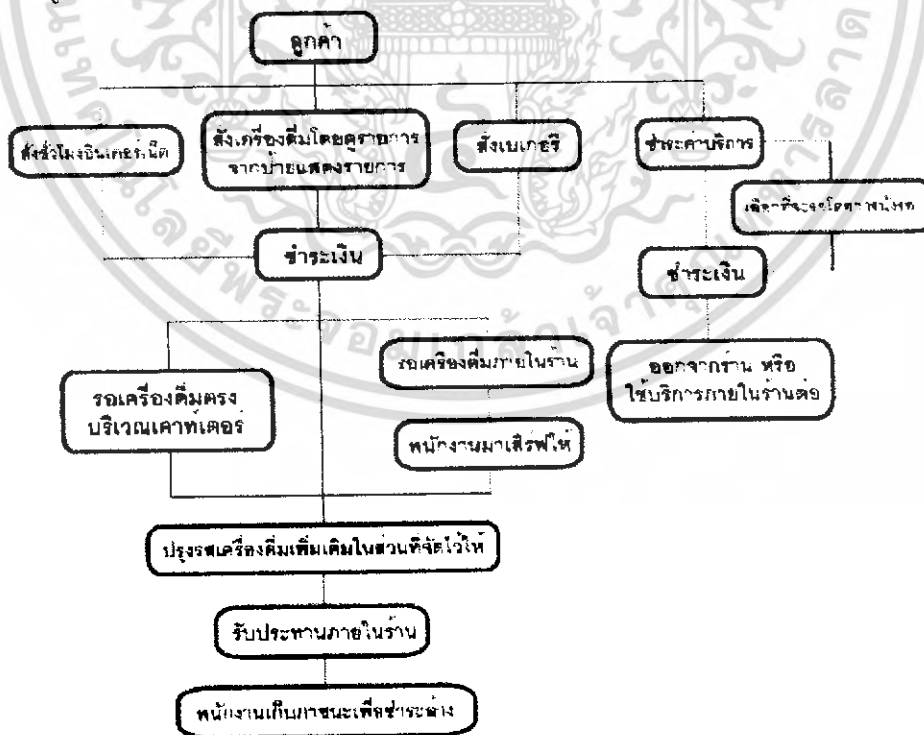 ลูกค้า
สั่งชั่วโมงอินเตอร์เน็ต
สั่งเครื่องดื่มโดยดูรายการ
จากป้ายแสดงรายการ
สั่งเบเกอรี่
ชำระค่าบริการ
ชำระเงิน
ชำระเงิน
รอเครื่องดื่มตรง
บริเวณเคาท์เตอร์
รอเครื่องดื่มภายในร้าน
พนักงานมาเสิร์ฟให้
ออกจากร้าน หรือ
ใช้บริการภายในร้านต่อ
ปรุงรสเครื่องดื่มเพิ่มเติมในส่วนที่จัดไว้ให้
รับประทานภายในร้าน
พนักงานเก็บภาชนะเพื่อชำระล้าง